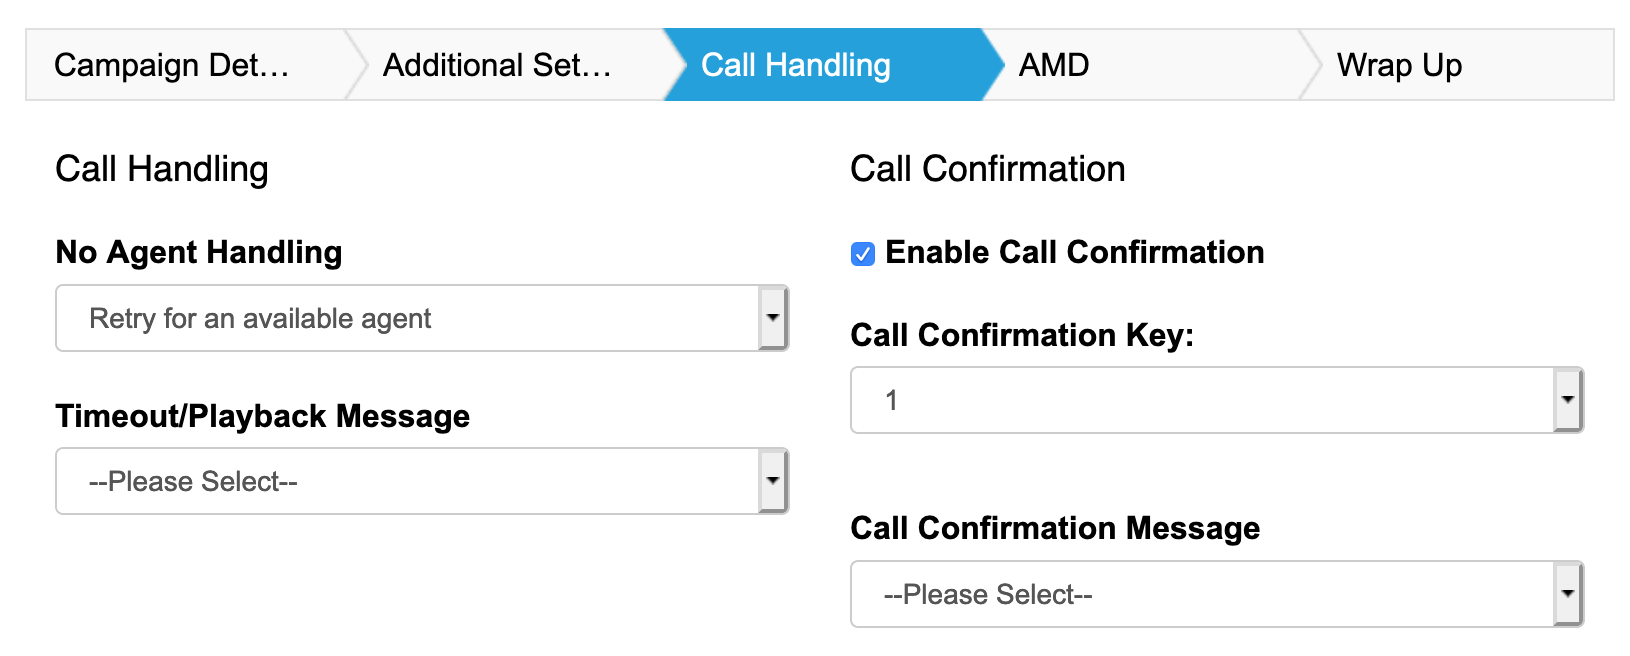 Campaign Det...
Additional Set...
Call Handling
AMD
Wrap Up
Call Handling
No Agent Handling
Retry for an available agent
Timeout/Playback Message
--Please Select--
Call Confirmation
Enable Call Confirmation
Call Confirmation Key:
1
Call Confirmation Message
--Please Select--